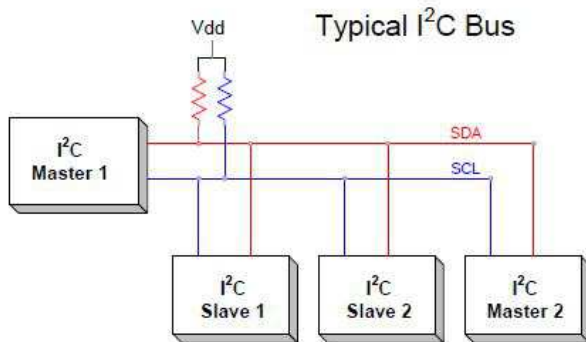 Typical I²C Bus
Vdd
SDA
SCL
I²C
Master 1
I²C
Slave 1
I²C
Slave 2
I²C
Master 2